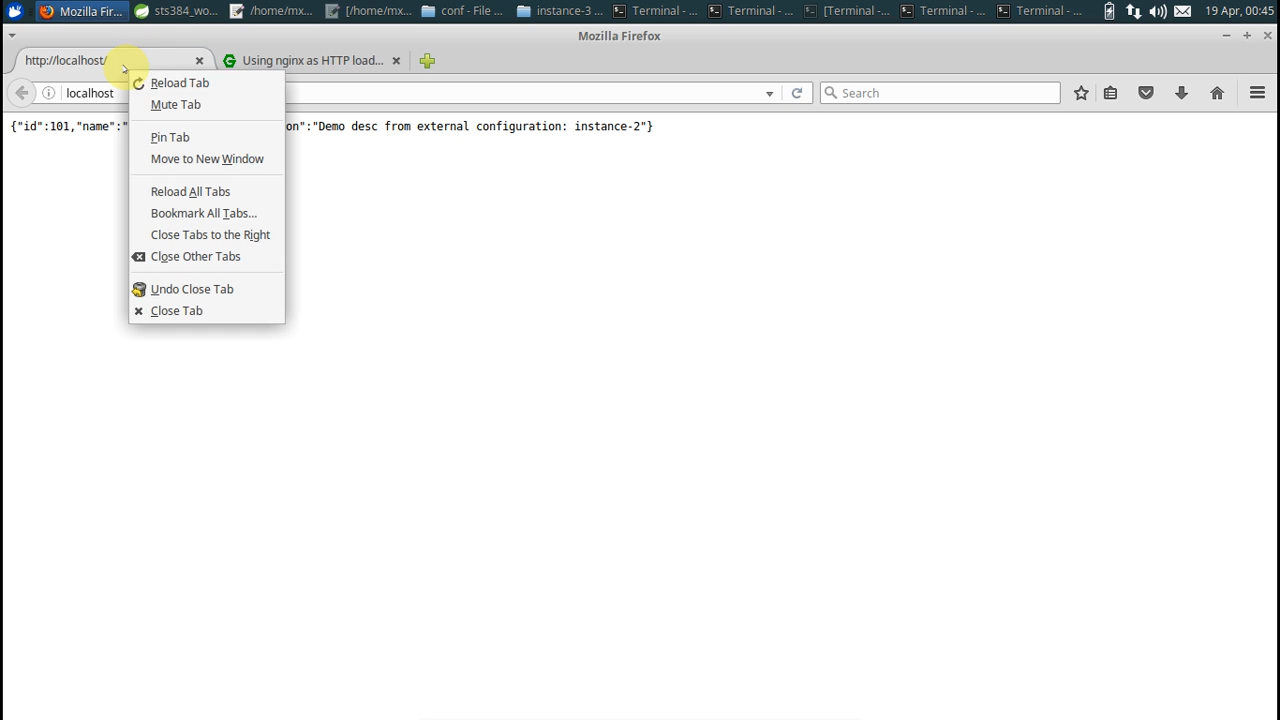 Mozilla Fir... sts384_wo... /home/mx... [/home/mx... conf - File ... instance-3 ... Terminal - ... Terminal - ... [Terminal - ... Terminal - ... Terminal - ... 19 Apr, 00:45
Mozilla Firefox
http://localhost/ Using nginx as HTTP load...
localhost Search
{"id":101,"name":" on":"Demo desc from external configuration: instance-2"}
Reload Tab
Mute Tab
Pin Tab
Move to New Window
Reload All Tabs
Bookmark All Tabs...
Close Tabs to the Right
Close Other Tabs
Undo Close Tab
Close Tab